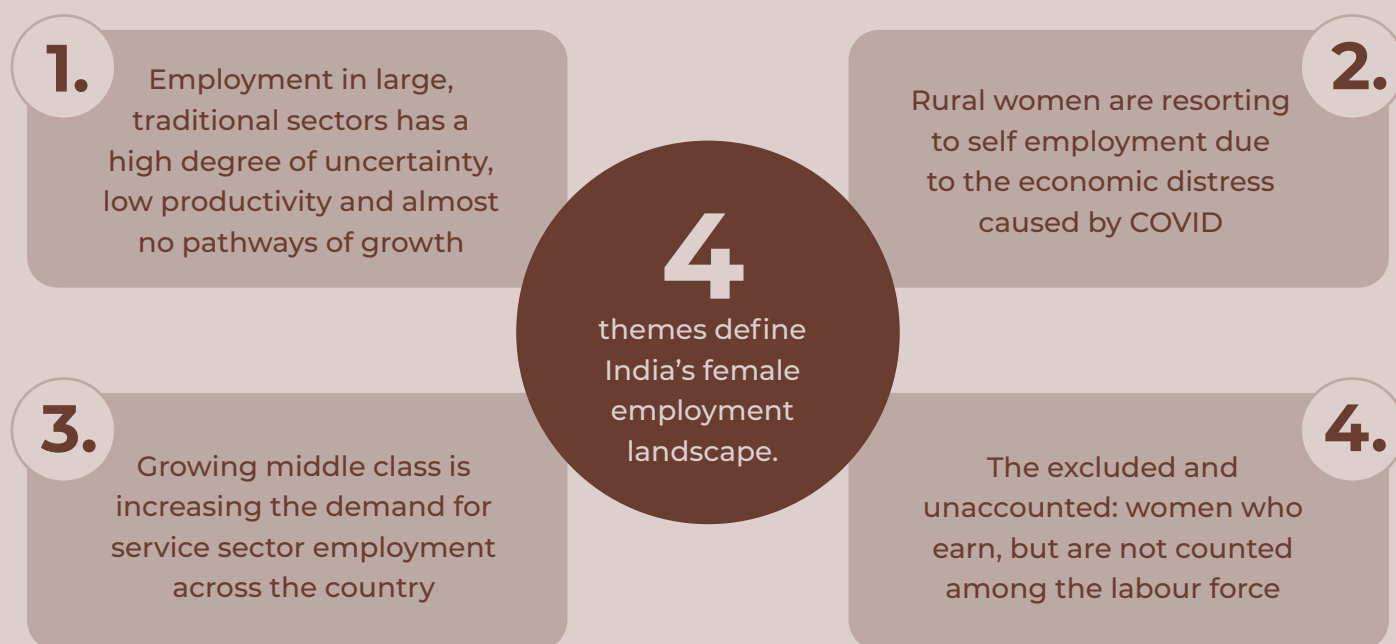 1.
Employment in large,
traditional sectors has a
high degree of uncertainty,
low productivity and almost
no pathways of growth
2.
Rural women are resorting
to self employment due
to the economic distress
caused by COVID
4
themes define
India’s female
employment
landscape.
3.
Growing middle class is
increasing the demand for
service sector employment
across the country
4.
The excluded and
unaccounted: women who
earn, but are not counted
among the labour force